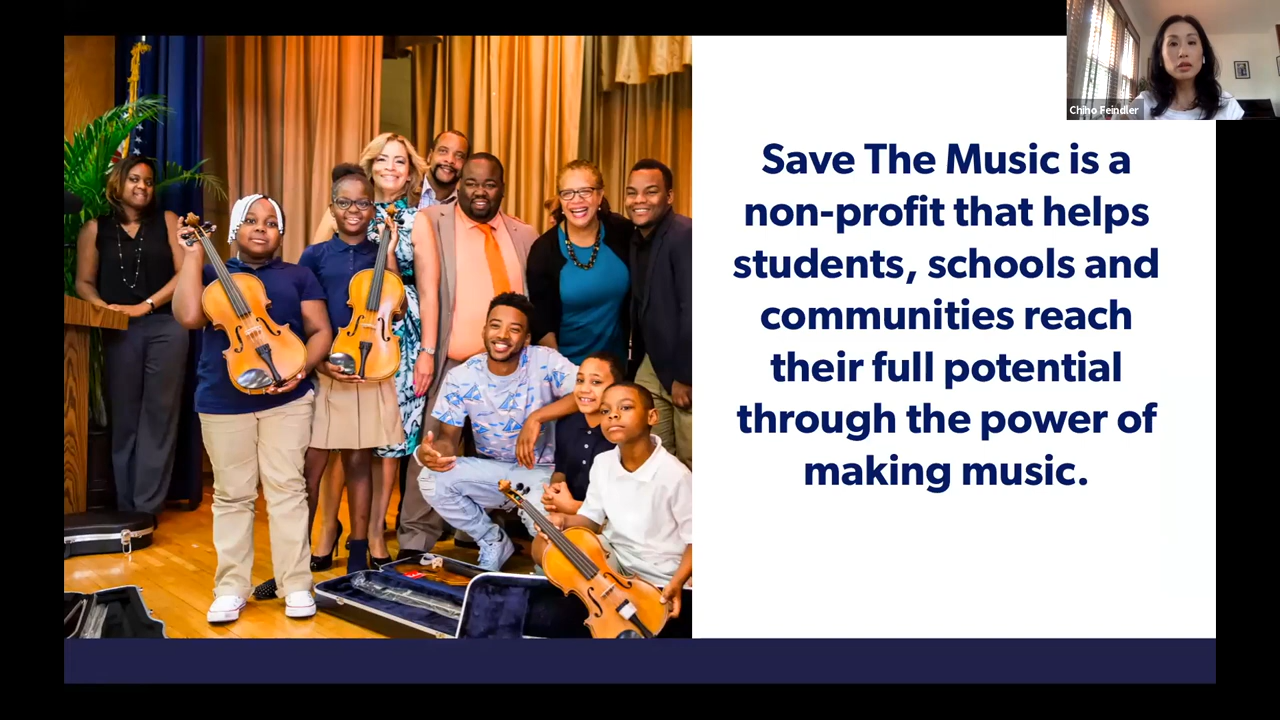 Chiho Feindler
Save The Music is a
non-profit that helps
students, schools and
communities reach
their full potential
through the power of
making music.